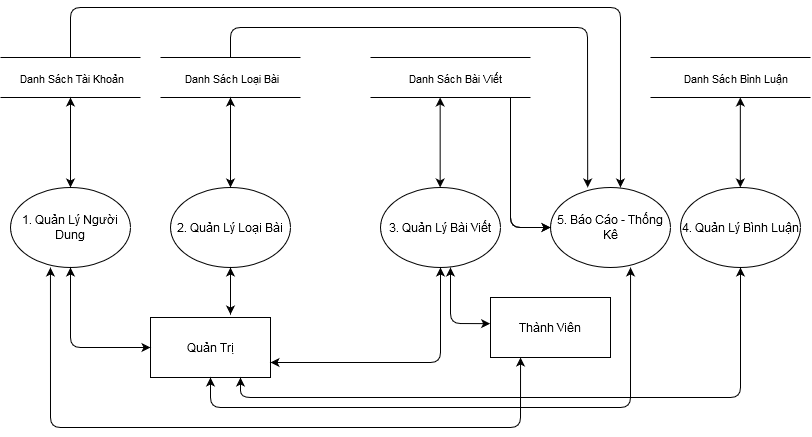 Danh Sách Tài Khoản
Danh Sách Loại Bài
Danh Sách Bài Viết
Danh Sách Bình Luận
1. Quản Lý Người
Dung
2. Quản Lý Loại Bài
3. Quản Lý Bài Viết
5. Báo Cáo - Thống
Kê
4. Quản Lý Bình Luận
Quản Trị
Thành Viên